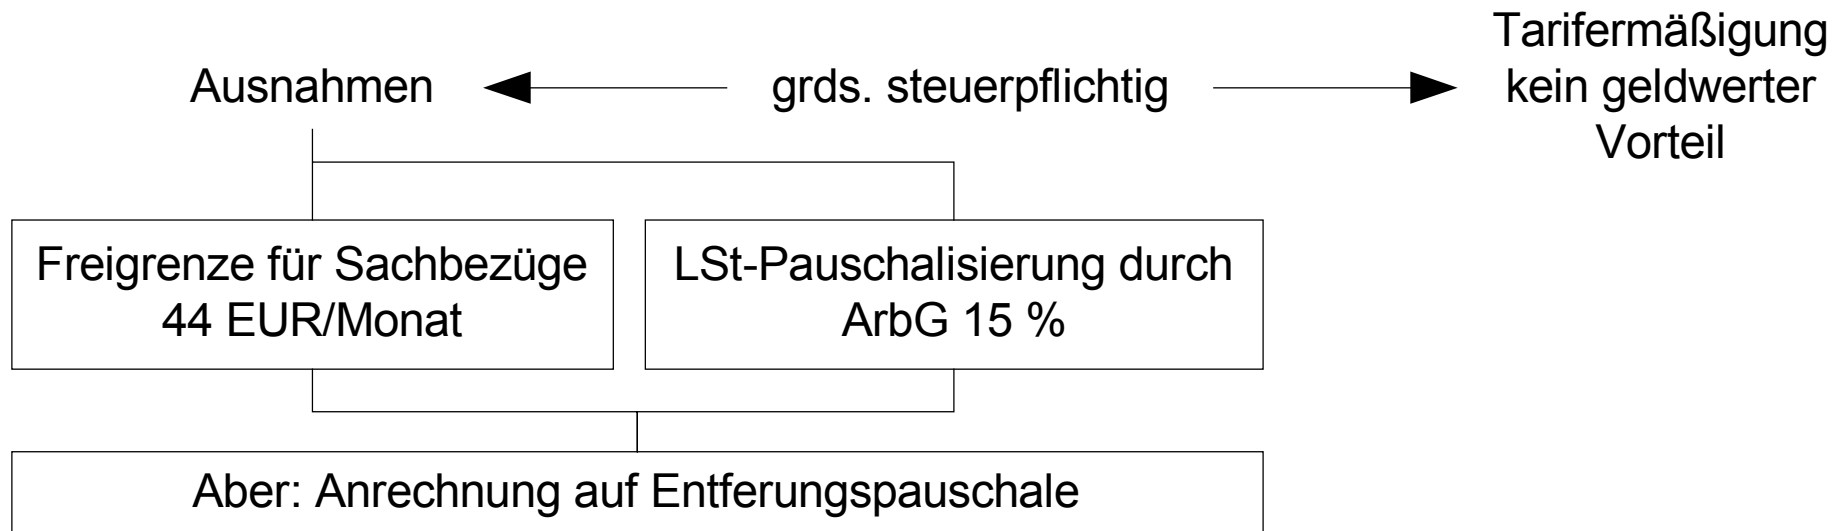 Ausnahmen
grds. steuerpflichtig
Tarifermäßigung
kein geldwerter
Vorteil
Freigrenze für Sachbezüge
44 EUR/Monat
LSt-Pauschalisierung durch
ArbG 15 %
Aber: Anrechnung auf Entferungspauschale